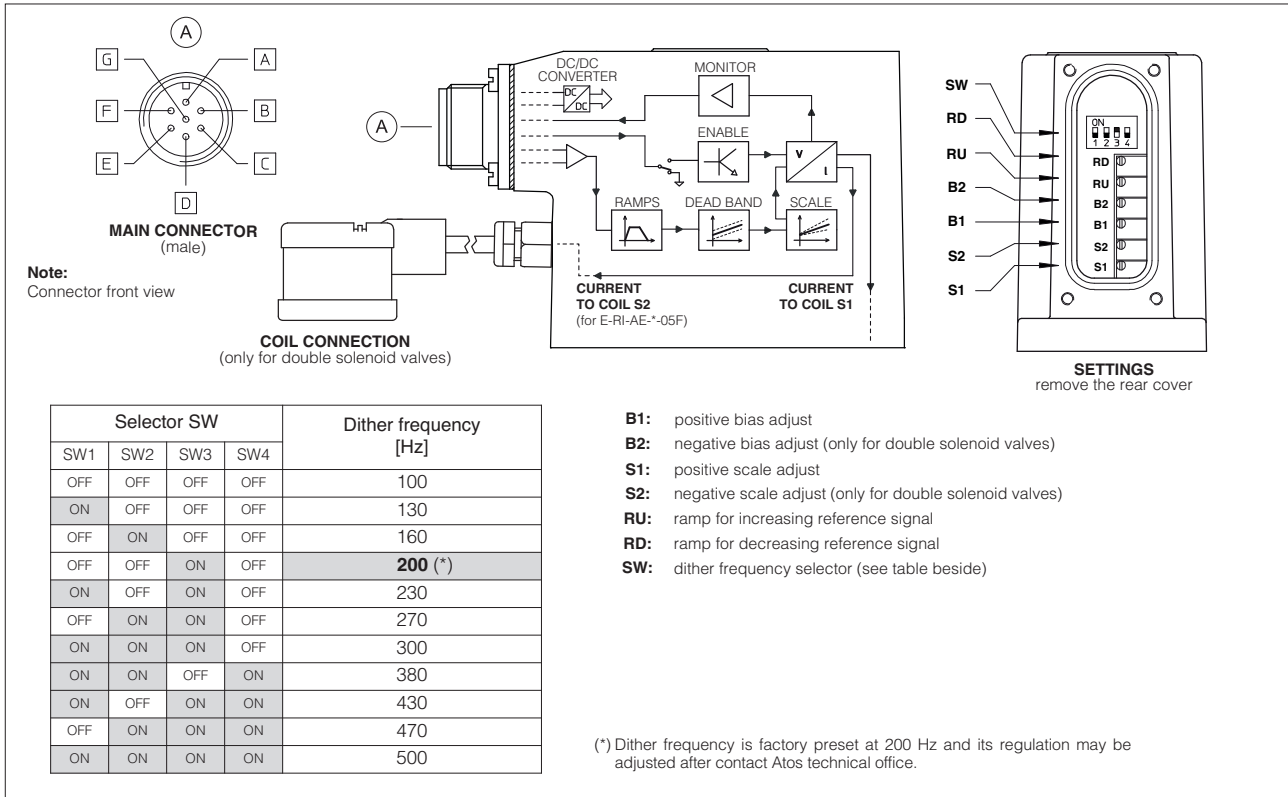 A
G
A
F
B
E
C
D
MAIN CONNECTOR
(male)
Note:
Connector front view
COIL CONNECTION
(only for double solenoid valves)
A
DC/DC
CONVERTER
DC
DC
MONITOR
ENABLE
V
I
RAMPS
DEAD BAND
SCALE
CURRENT
TO COIL S2
(for E-RI-AE-*-05F)
CURRENT
TO COIL S1
SW
RD
RU
B2
B1
S2
S1
ON
1 2 3 4
RD
RU
B2
B1
S2
S1
SETTINGS
remove the rear cover
Selector SW Dither frequency
[Hz]
SW1 SW2 SW3 SW4
OFF OFF OFF OFF 100
ON OFF OFF OFF 130
OFF ON OFF OFF 160
OFF OFF ON OFF 200 (*)
ON OFF ON OFF 230
OFF ON ON OFF 270
ON ON ON OFF 300
ON ON OFF ON 380
ON OFF ON ON 430
OFF ON ON ON 470
ON ON ON ON 500
B1: positive bias adjust
B2: negative bias adjust (only for double solenoid valves)
S1: positive scale adjust
S2: negative scale adjust (only for double solenoid valves)
RU: ramp for increasing reference signal
RD: ramp for decreasing reference signal
SW: dither frequency selector (see table beside)
(*) Dither frequency is factory preset at 200 Hz and its regulation may be
adjusted after contact Atos technical office.